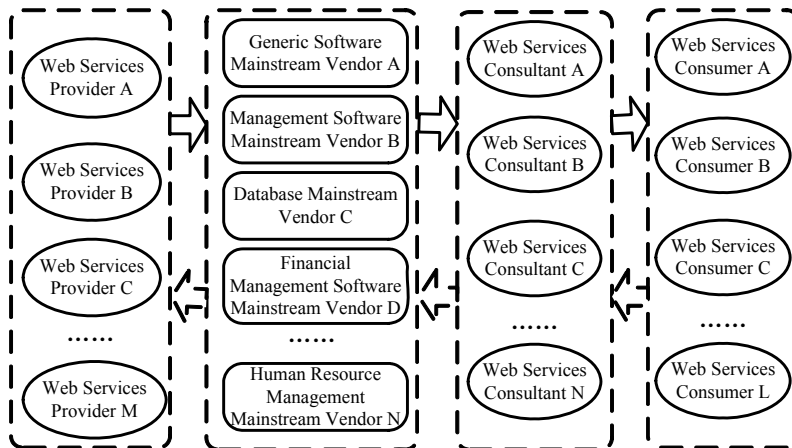 Web Services
Provider A
Web Services
Provider B
Web Services
Provider C
......
Web Services
Provider M
Generic Software
Mainstream Vendor A
Management Software
Mainstream Vendor B
Database Mainstream
Vendor C
Financial
Management Software
Mainstream Vendor D
......
Human Resource
Management
Mainstream Vendor N
Web Services
Consultant A
Web Services
Consultant B
Web Services
Consultant C
......
Web Services
Consultant N
Web Services
Consumer A
Web Services
Consumer B
Web Services
Consumer C
......
Web Services
Consumer L